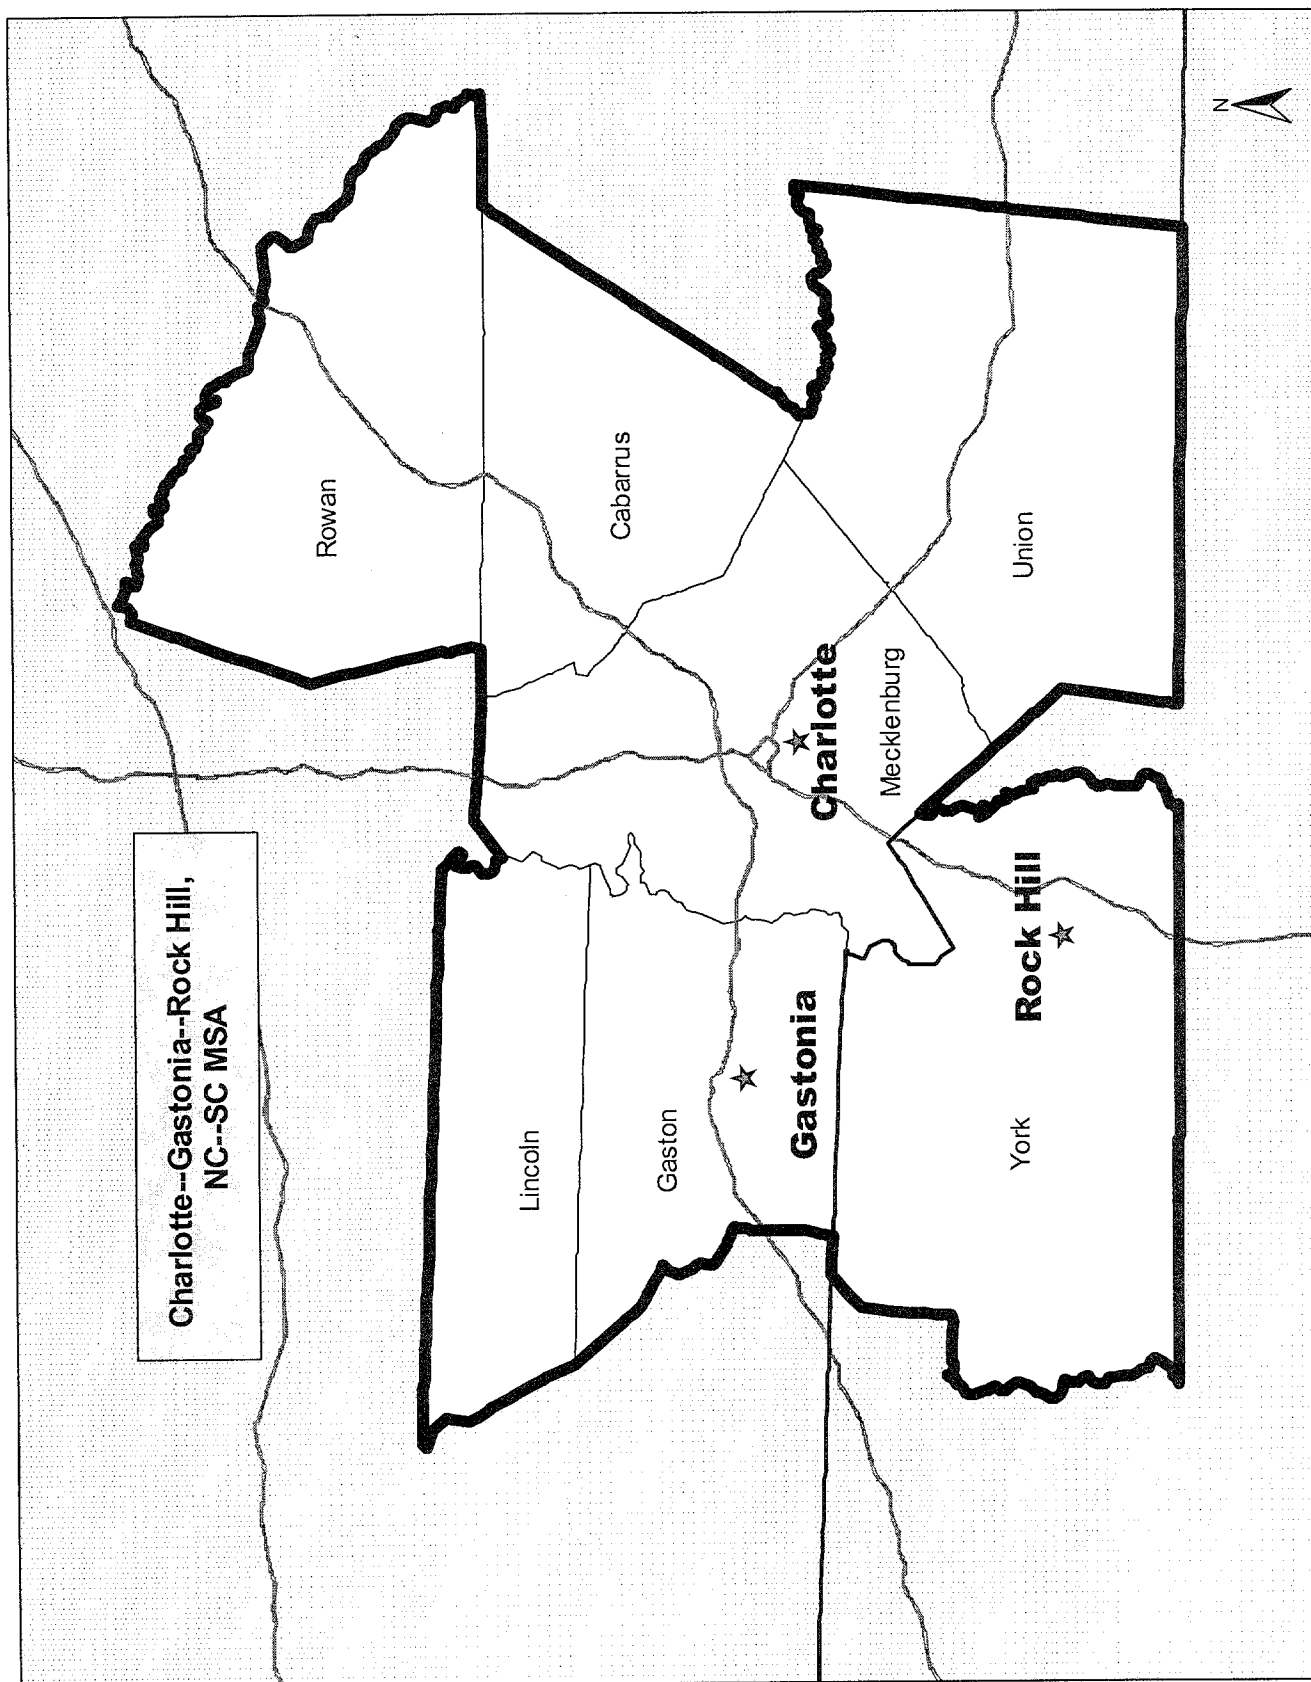 Charlotte--Gastonia--Rock Hill,
NC--SC MSA
Rowan
Cabarrus
Lincoln
Gaston
Charlotte
Mecklenburg
Gastonia
Union
Rock Hill
York
N